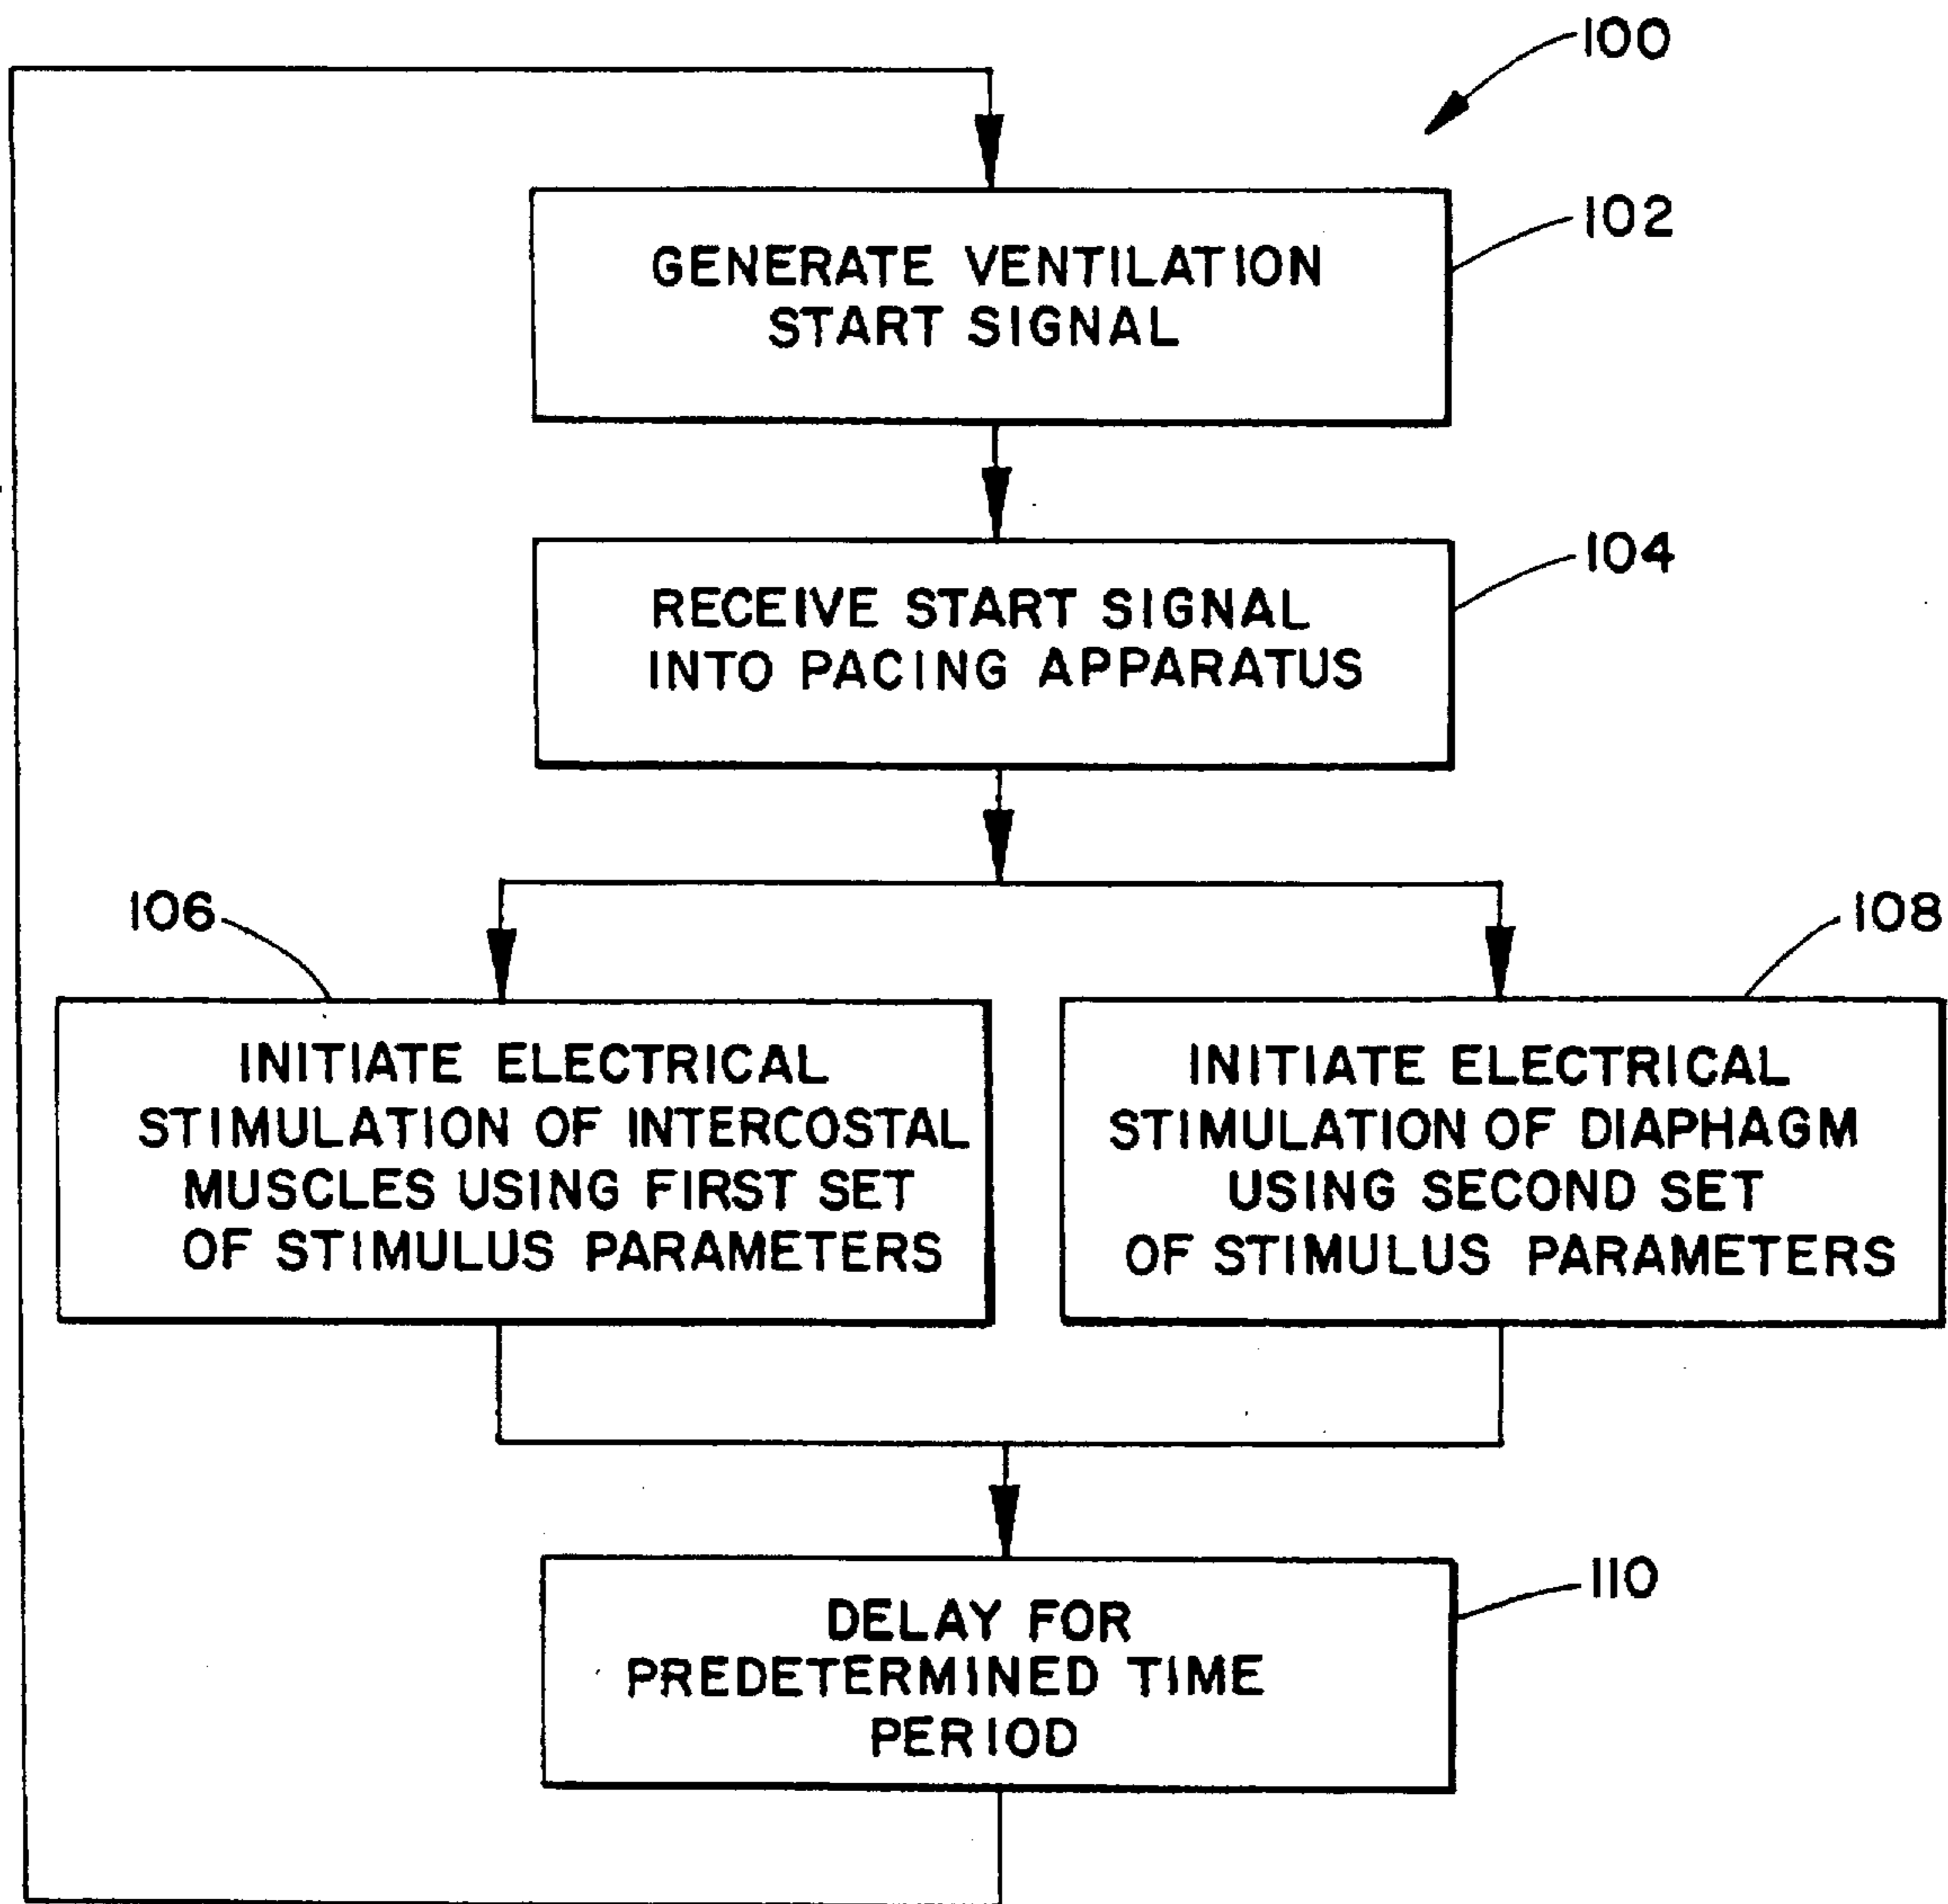 100
GENERATE VENTILATION
START SIGNAL
102
RECEIVE START SIGNAL
INTO PACING APPARATUS
104
106
INITIATE ELECTRICAL
STIMULATION OF INTERCOSTAL
MUSCLES USING FIRST SET
OF STIMULUS PARAMETERS
108
INITIATE ELECTRICAL
STIMULATION OF DIAPHAGM
USING SECOND SET
OF STIMULUS PARAMETERS
DELAY FOR
PREDETERMINED TIME
PERIOD
110